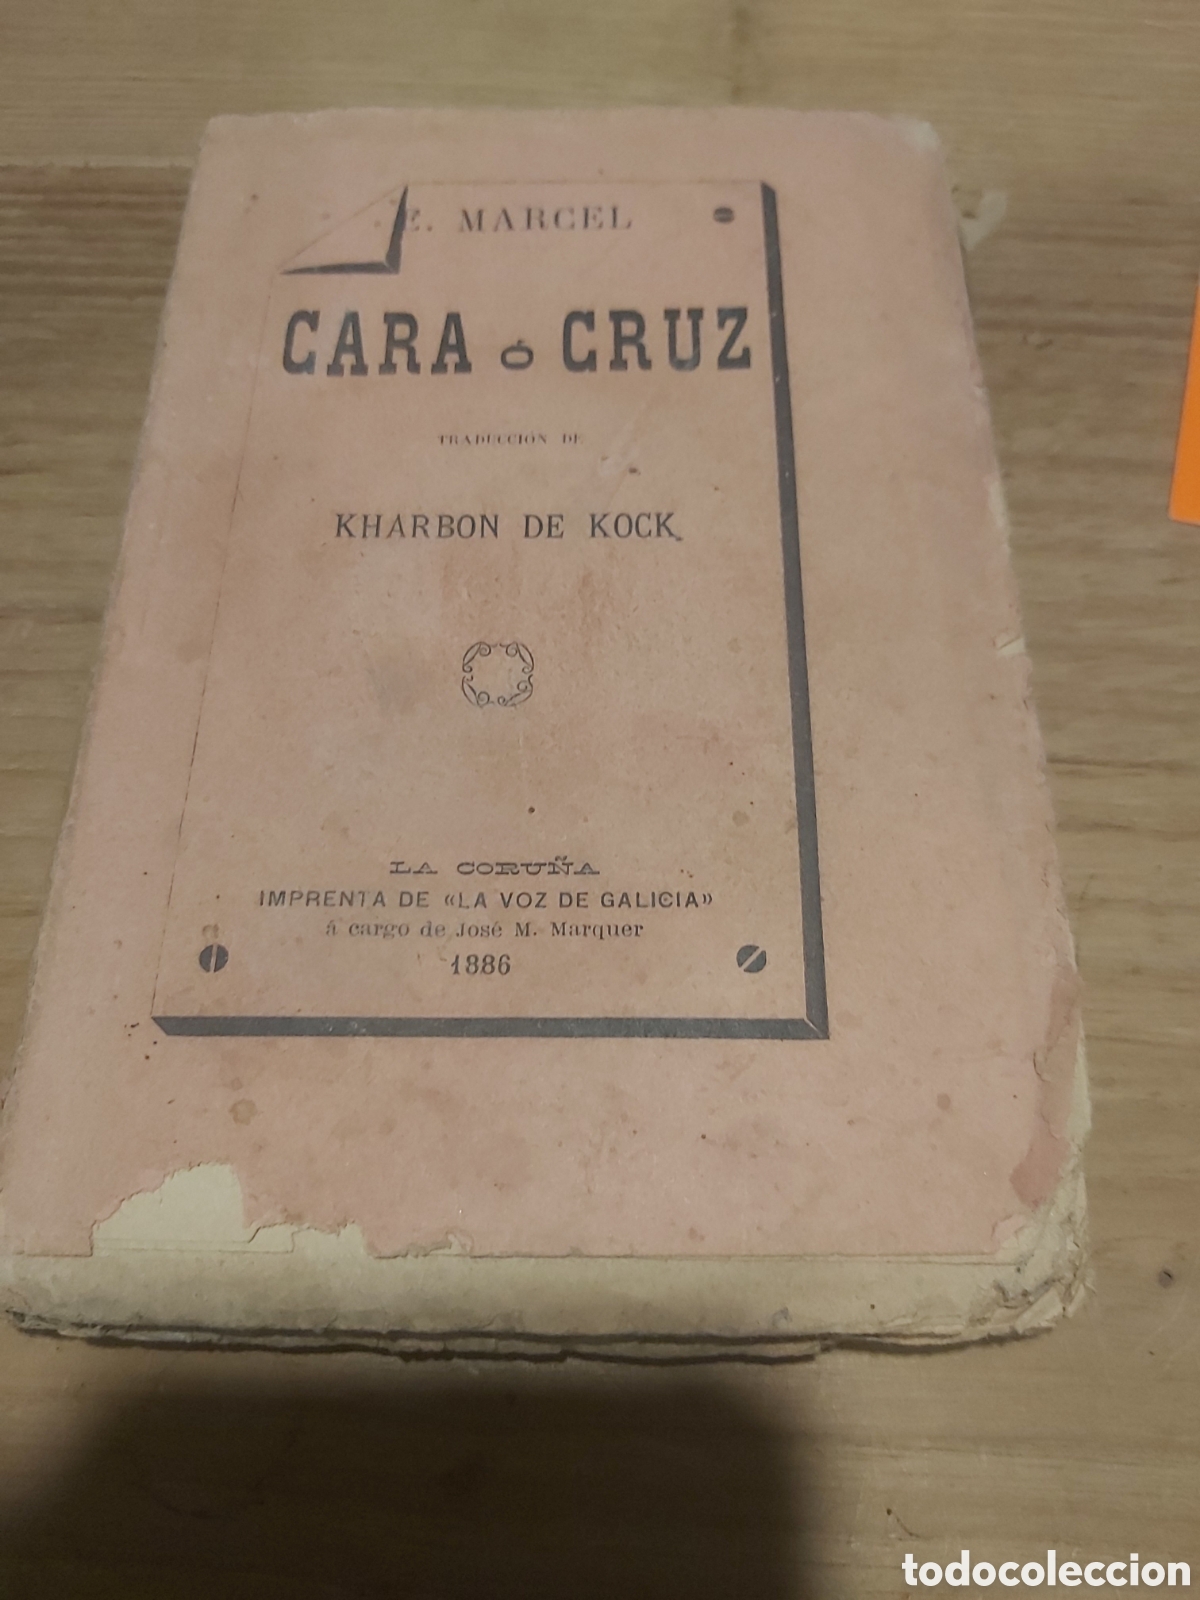 E. MARCEL
CARA Ó CRUZ
TRADUCCIÓN DE
KHARBON DE KOCK
LA CORUÑA
IMPRENTA DE «LA VOZ DE GALICIA»
á cargo de José M. Marquer
1886
todocoleccion